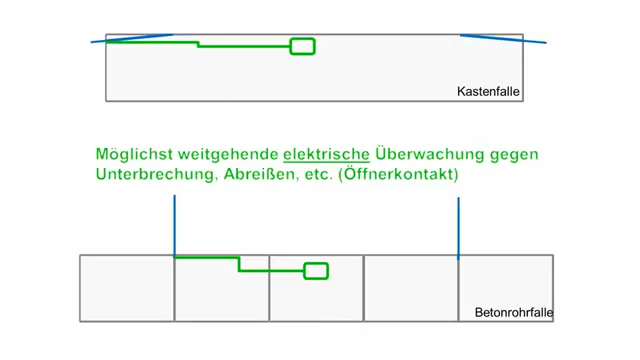 Kastenfalle
Möglichst weitgehende elektrische Überwachung gegen
Unterbrechung, Abreißen, etc. (Öffnerkontakt)
Betonrohrfalle